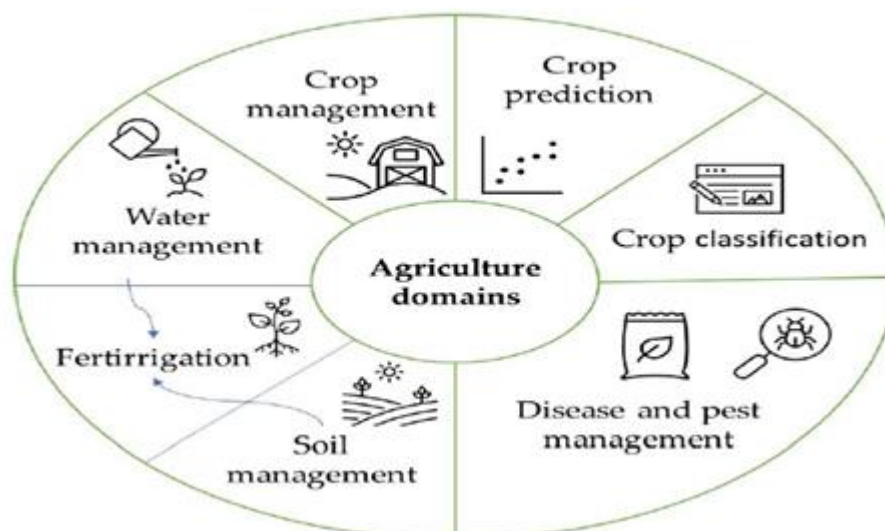 Crop
management
Crop
prediction
Water
management
Crop classification
Agriculture
domains
Fertirrigation
Disease and pest
management
Soil
management